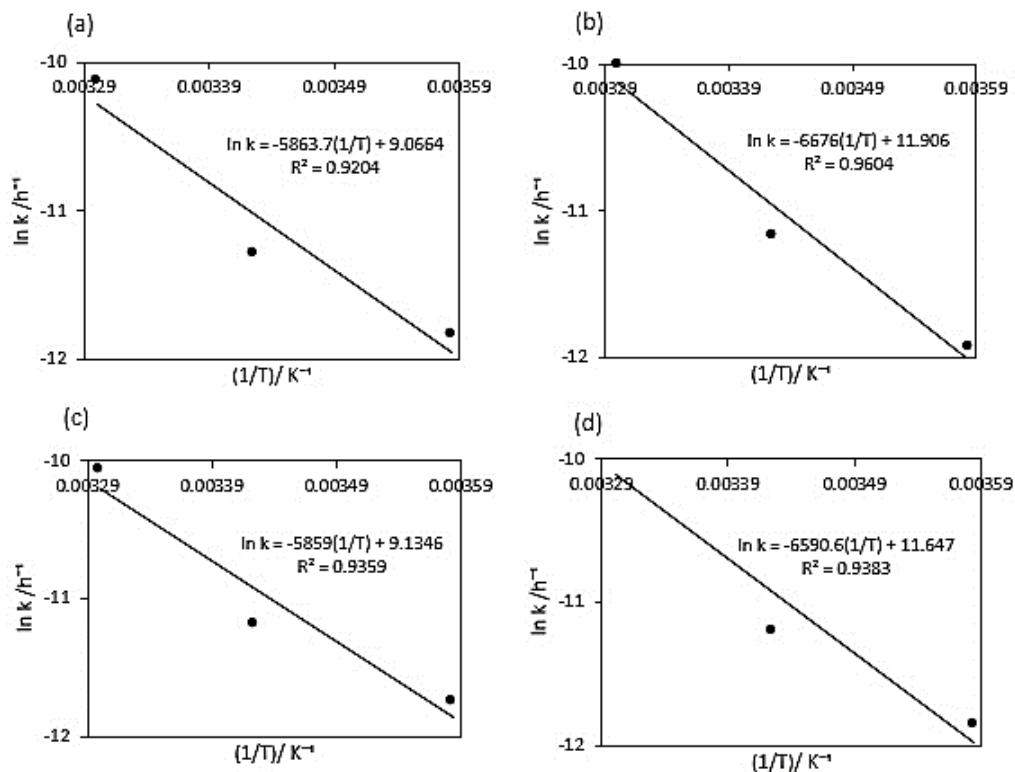 (a)
-10
0.00329
0.00339
0.00349
0.00359
ln k = -5863.7(1/T) + 9.0664
R² = 0.9204
-11
-12
ln k /h⁻¹
(1/T)/ K⁻¹
(b)
-10
0.00329
0.00339
0.00349
0.00359
ln k = -6676(1/T) + 11.906
R² = 0.9604
-11
-12
ln k /h⁻¹
(1/T)/ K⁻¹
(c)
-10
0.00329
0.00339
0.00349
0.00359
ln k = -5859(1/T) + 9.1346
R² = 0.9359
-11
-12
ln k /h⁻¹
(1/T)/ K⁻¹
(d)
-10
0.00329
0.00339
0.00349
0.00359
ln k = -6590.6(1/T) + 11.647
R² = 0.9383
-11
-12
ln k /h⁻¹
(1/T)/ K⁻¹